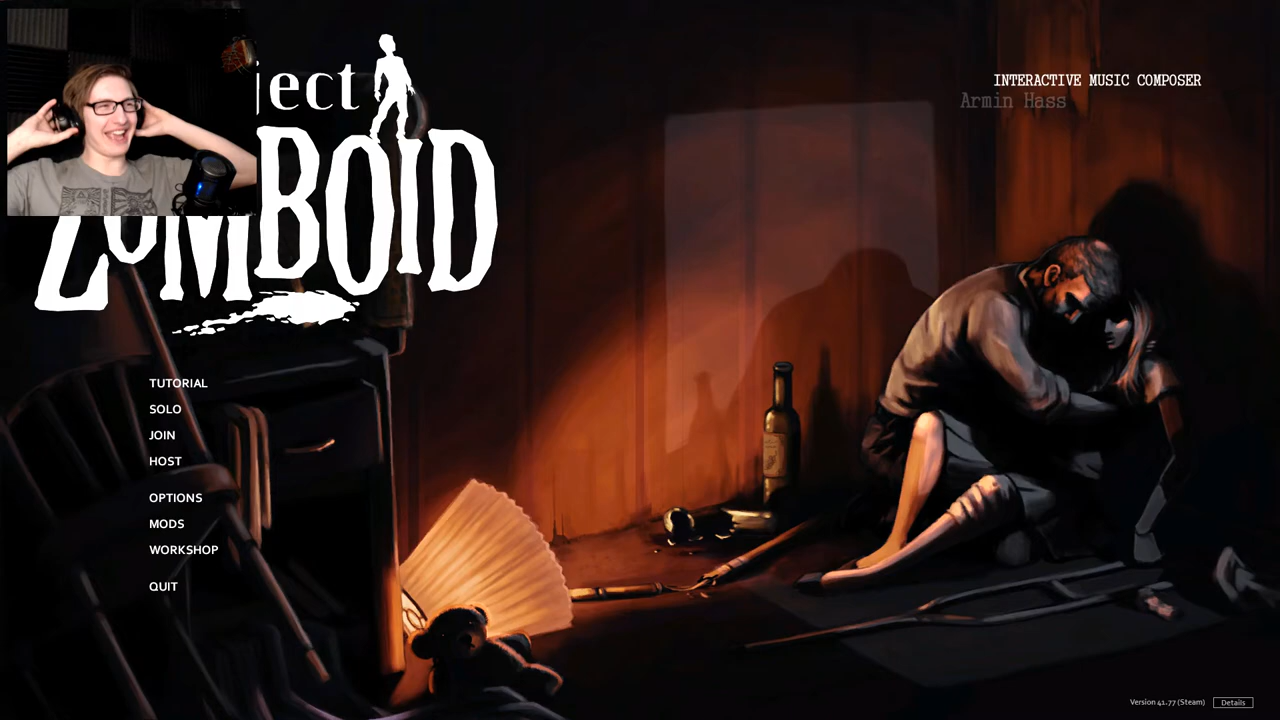 ject
ZOMBOID
INTERACTIVE MUSIC COMPOSER
Armin Hass
TUTORIAL
SOLO
JOIN
HOST
OPTIONS
MODS
WORKSHOP
QUIT
Version 41.77 (Steam)
Details